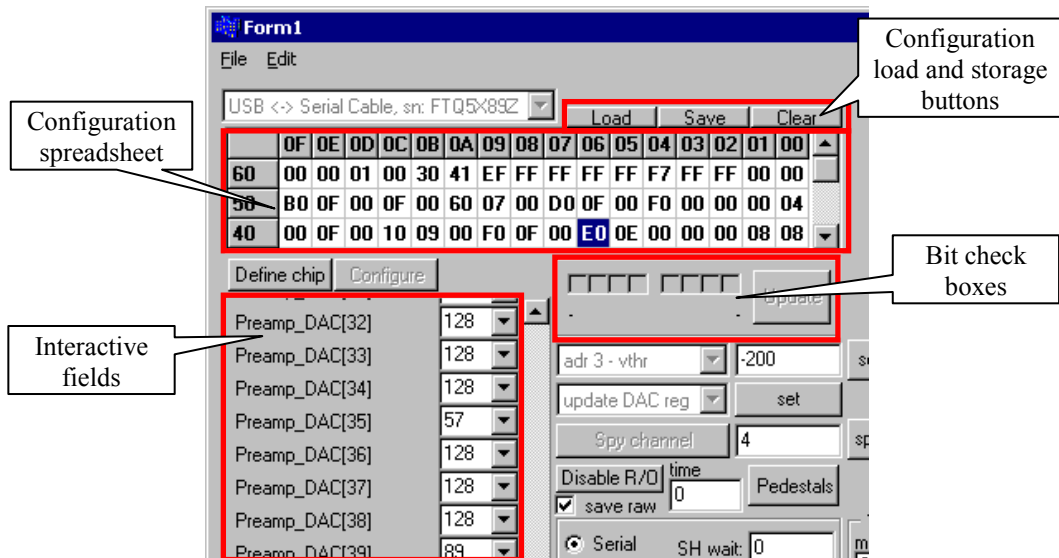 Form1
File Edit
Configuration
load and storage
buttons
USB <-> Serial Cable, sn: FTQ5X89Z
Load Save Clear
Configuration
spreadsheet
0F 0E 0D 0C 0B 0A 09 08 07 06 05 04 03 02 01 00
60 00 00 01 00 30 41 EF FF FF FF FF F7 FF FF 00 00
50 B0 0F 00 0F 00 60 07 00 D0 0F 00 F0 00 00 00 04
40 00 0F 00 10 09 00 F0 0F 00 E0 0E 00 00 00 08 08
Define chip Configure
Bit check
boxes
Update
- -
Interactive
fields
Preamp_DAC[32] 128
Preamp_DAC[33] 128
Preamp_DAC[34] 128
Preamp_DAC[35] 57
Preamp_DAC[36] 128
Preamp_DAC[37] 128
Preamp_DAC[38] 128
Preamp_DAC[39] 89
adr 3 - vthr -200
update DAC reg set
Spy channel 4 sp
Disable R/O time
0 Pedestals
save raw
Serial SH wait: 0